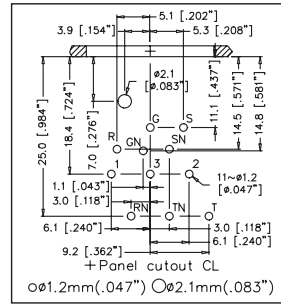 5.1 [.202"]
3.9 [.154"] 5.3 [.208"]
ø2.1
[ø.083"]
25.0 [.984"]
18.4 [.724"]
7.0 [.276"]
11.1 [.437"]
14.5 [.571"]
14.8 [.581"]
G S
R GN SN
1 3 2
1.1 [.043"] 11~ø1.2
[ø.047"]
3.0 [.118"] RN TN T
6.1 [.240"] 3.0 [.118"]
6.1 [.240"]
9.2 [.362"]
Panel cutout CL
ø1.2mm(.047") ø2.1mm(.083")